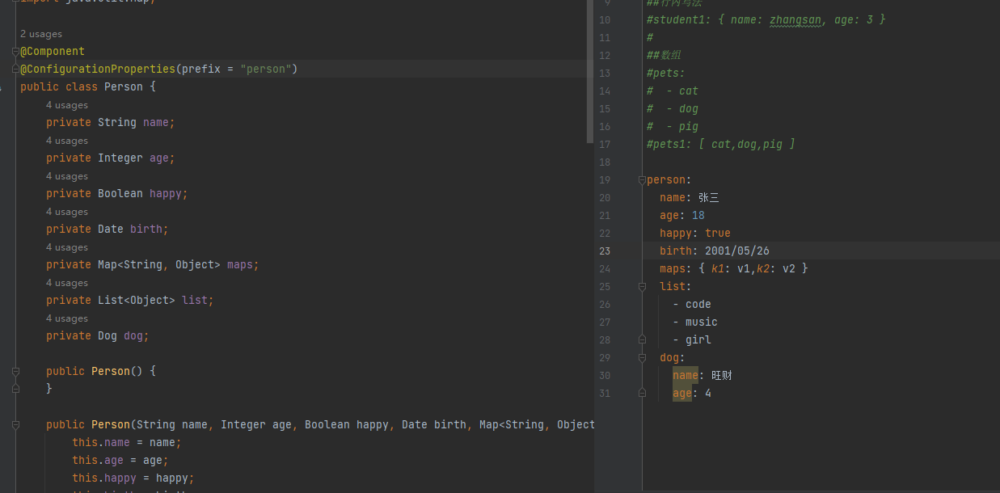 import java.util.Map;
2 usages
@Component
@ConfigurationProperties(prefix = "person")
public class Person {
4 usages
private String name;
4 usages
private Integer age;
4 usages
private Boolean happy;
4 usages
private Date birth;
4 usages
private Map<String, Object> maps;
4 usages
private List<Object> list;
4 usages
private Dog dog;
public Person() {
}
public Person(String name, Integer age, Boolean happy, Date birth, Map<String, Object
this.name = name;
this.age = age;
this.happy = happy;
9 ##行内写法
10 #student1: { name: zhangsan, age: 3 }
11 #
12 ##数组
13 #pets:
14 #  - cat
15 #  - dog
16 #  - pig
17 #pets1: [ cat,dog,pig ]
18
19 person:
20 name: 张三
21 age: 18
22 happy: true
23 birth: 2001/05/26
24 maps: { k1: v1,k2: v2 }
25 list:
26 - code
27 - music
28 - girl
29 dog:
30 name: 旺财
31 age: 4